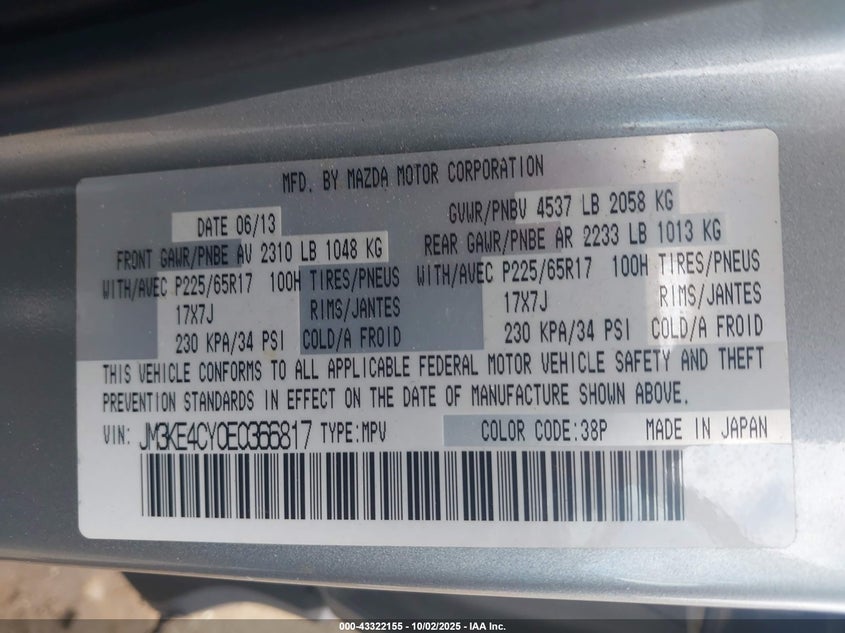 MFD. BY MAZDA MOTOR CORPORATION
DATE 06/13 GVWR/PNBV 4537 LB 2058 KG
FRONT GAWR/PNBE AV 2310 LB 1048 KG REAR GAWR/PNBE AR 2233 LB 1013 KG
WITH/AVEC P225/65R17 100H TIRES/PNEUS WITH/AVEC P225/65R17 100H TIRES/PNEUS
17X7J RIMS/JANTES 17X7J RIMS/JANTES
230 KPA/34 PSI COLD/A FROID 230 KPA/34 PSI COLD/A FROID
THIS VEHICLE CONFORMS TO ALL APPLICABLE FEDERAL MOTOR VEHICLE SAFETY AND THEFT
PREVENTION STANDARDS IN EFFECT ON THE DATE OF MANUFACTURE SHOWN ABOVE.
VIN: JM3KE4CY0E0366817 TYPE:MPV COLOR CODE:38P MADE IN JAPAN
000-43322155 - 10/02/2025 - IAA Inc.